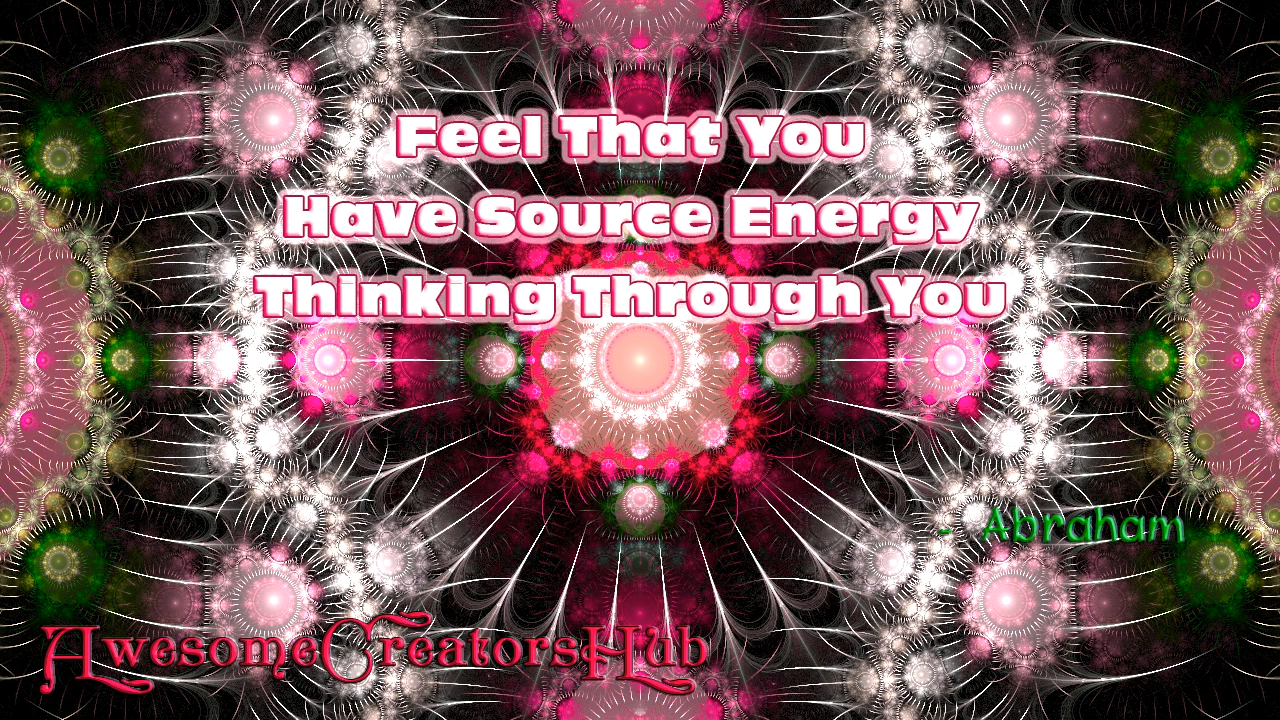 Feel That You
Have Source Energy
Thinking Through You
- Abraham
AwesomeCreatorsHub